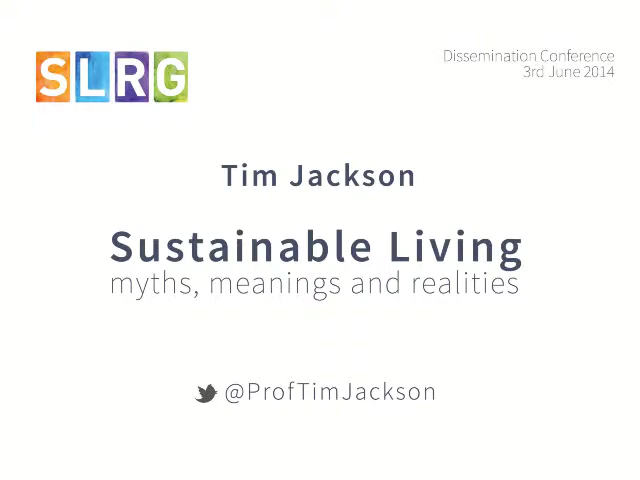 SLRG
Dissemination Conference
3rd June 2014
Tim Jackson
Sustainable Living
myths, meanings and realities
@ProfTimJackson